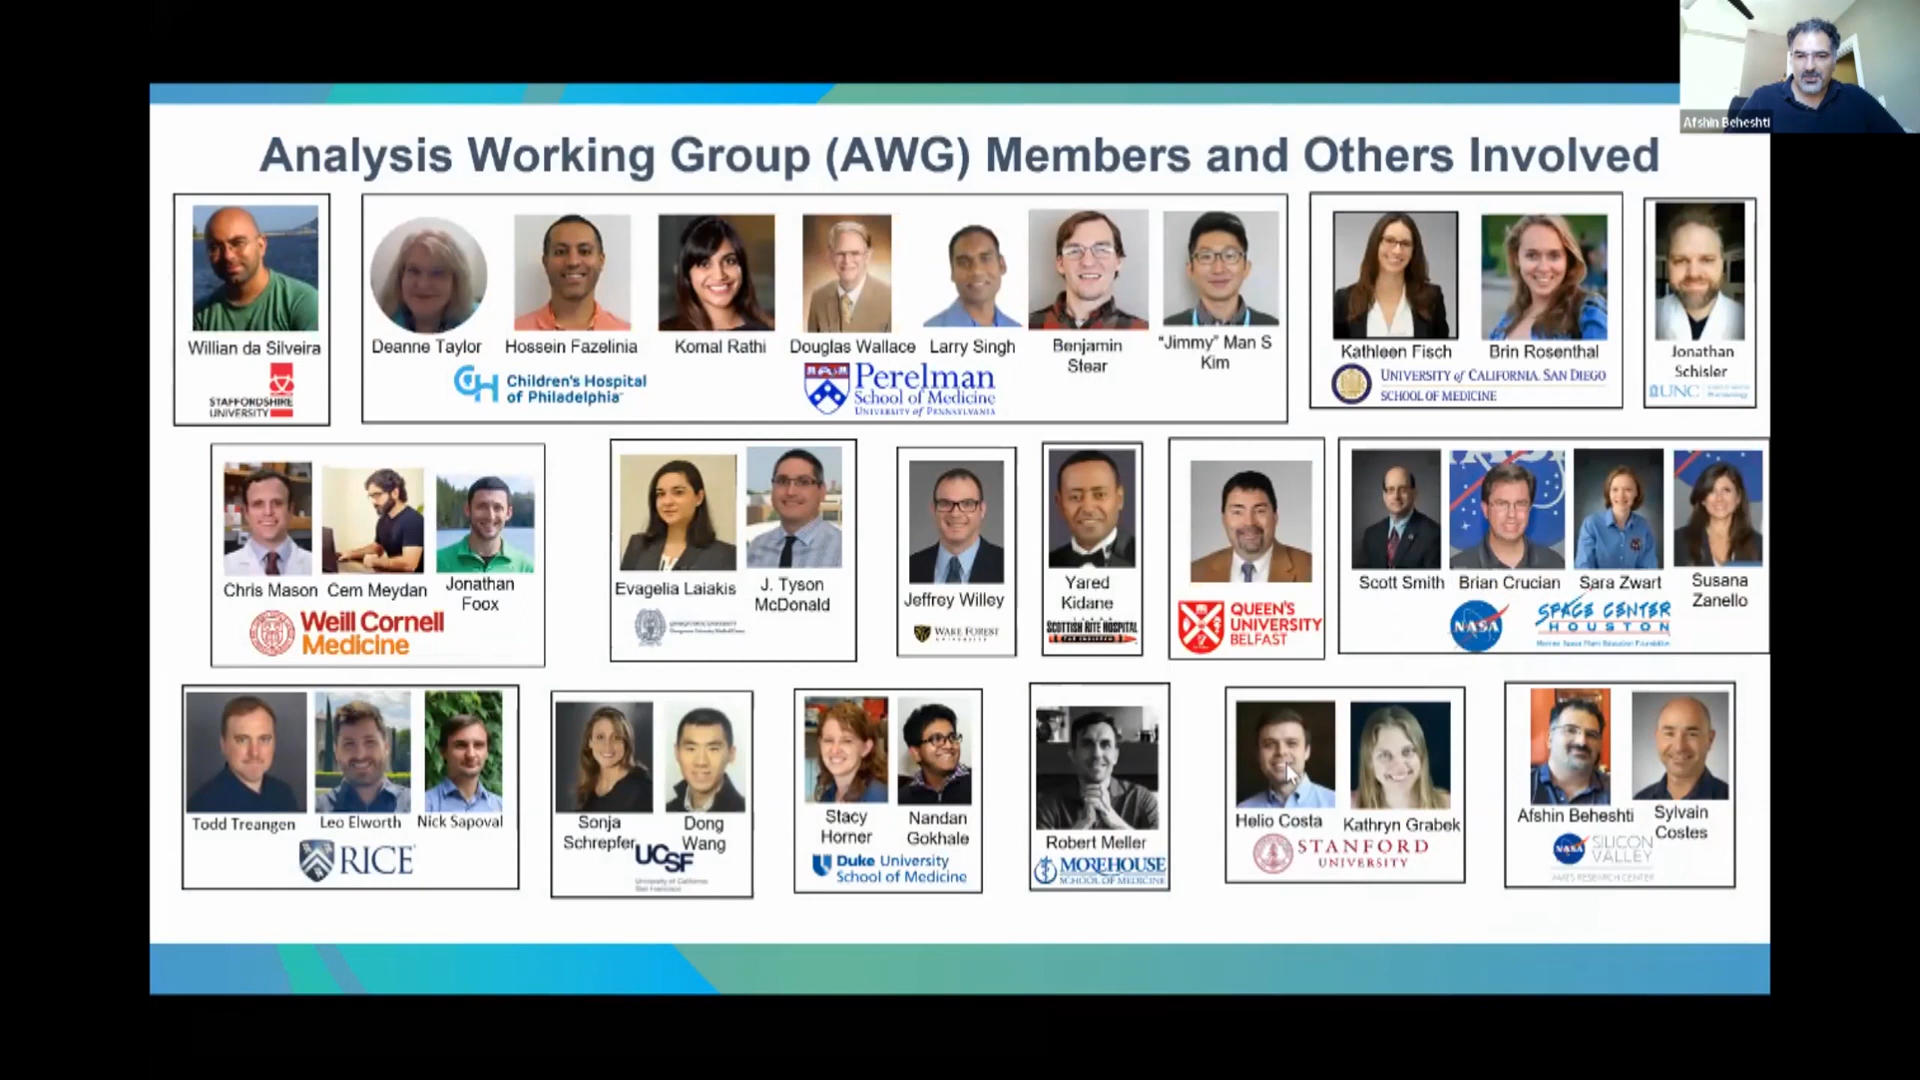 Afshin Beheshti
Analysis Working Group (AWG) Members and Others Involved
Willian da Silveira
STAFFORDSHIRE
UNIVERSITY
Deanne Taylor
Hossein Fazelinia
Komal Rathi
Douglas Wallace
Larry Singh
Benjamin
Stear
"Jimmy" Man S
Kim
CH
Children's Hospital
of Philadelphia
Perelman
School of Medicine
UNIVERSITY of PENNSYLVANIA
Kathleen Fisch
Brin Rosenthal
UNIVERSITY of CALIFORNIA, SAN DIEGO
SCHOOL OF MEDICINE
Jonathan
Schisler
UNC
Chris Mason
Cem Meydan
Jonathan
Foox
Weill Cornell
Medicine
Evagelia Laiakis
J. Tyson
McDonald
Jeffrey Willey
WAKE FOREST
UNIVERSITY
Yared
Kidane
SCOTTISH RITE HOSPITAL
FOR CHILDREN
QUEEN'S
UNIVERSITY
BELFAST
Scott Smith
Brian Crucian
Sara Zwart
Susana
Zanello
NASA
SPACE CENTER
HOUSTON
Todd Treangen
Leo Elworth
Nick Sapoval
RICE
Sonja
Schrepfer
Dong
Wang
UCSF
University of California
San Francisco
Stacy
Horner
Nandan
Gokhale
Duke University
School of Medicine
Robert Meller
MOREHOUSE
SCHOOL OF MEDICINE
Helio Costa
Kathryn Grabek
STANFORD
UNIVERSITY
Afshin Beheshti
Sylvain
Costes
NASA
SILICON
VALLEY
AMES RESEARCH CENTER